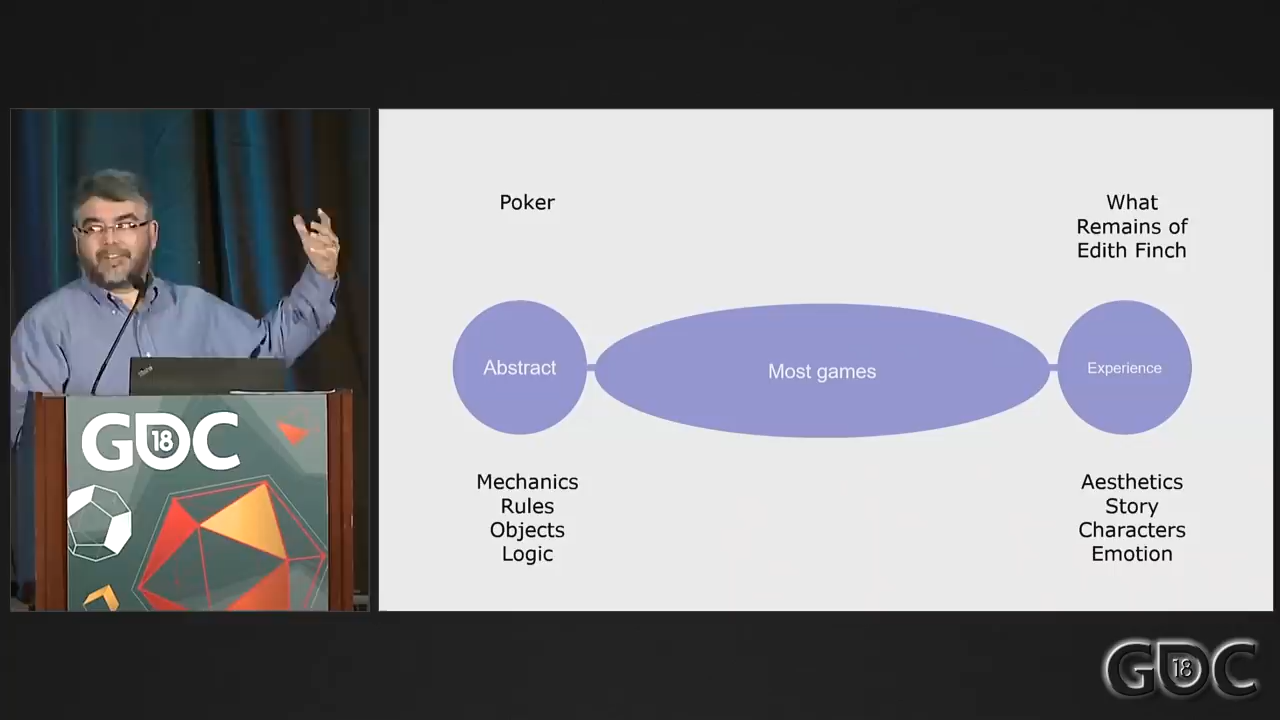 Poker
What
Remains of
Edith Finch
Abstract
Most games
Experience
Mechanics
Rules
Objects
Logic
Aesthetics
Story
Characters
Emotion
GDC
18
GDC
18